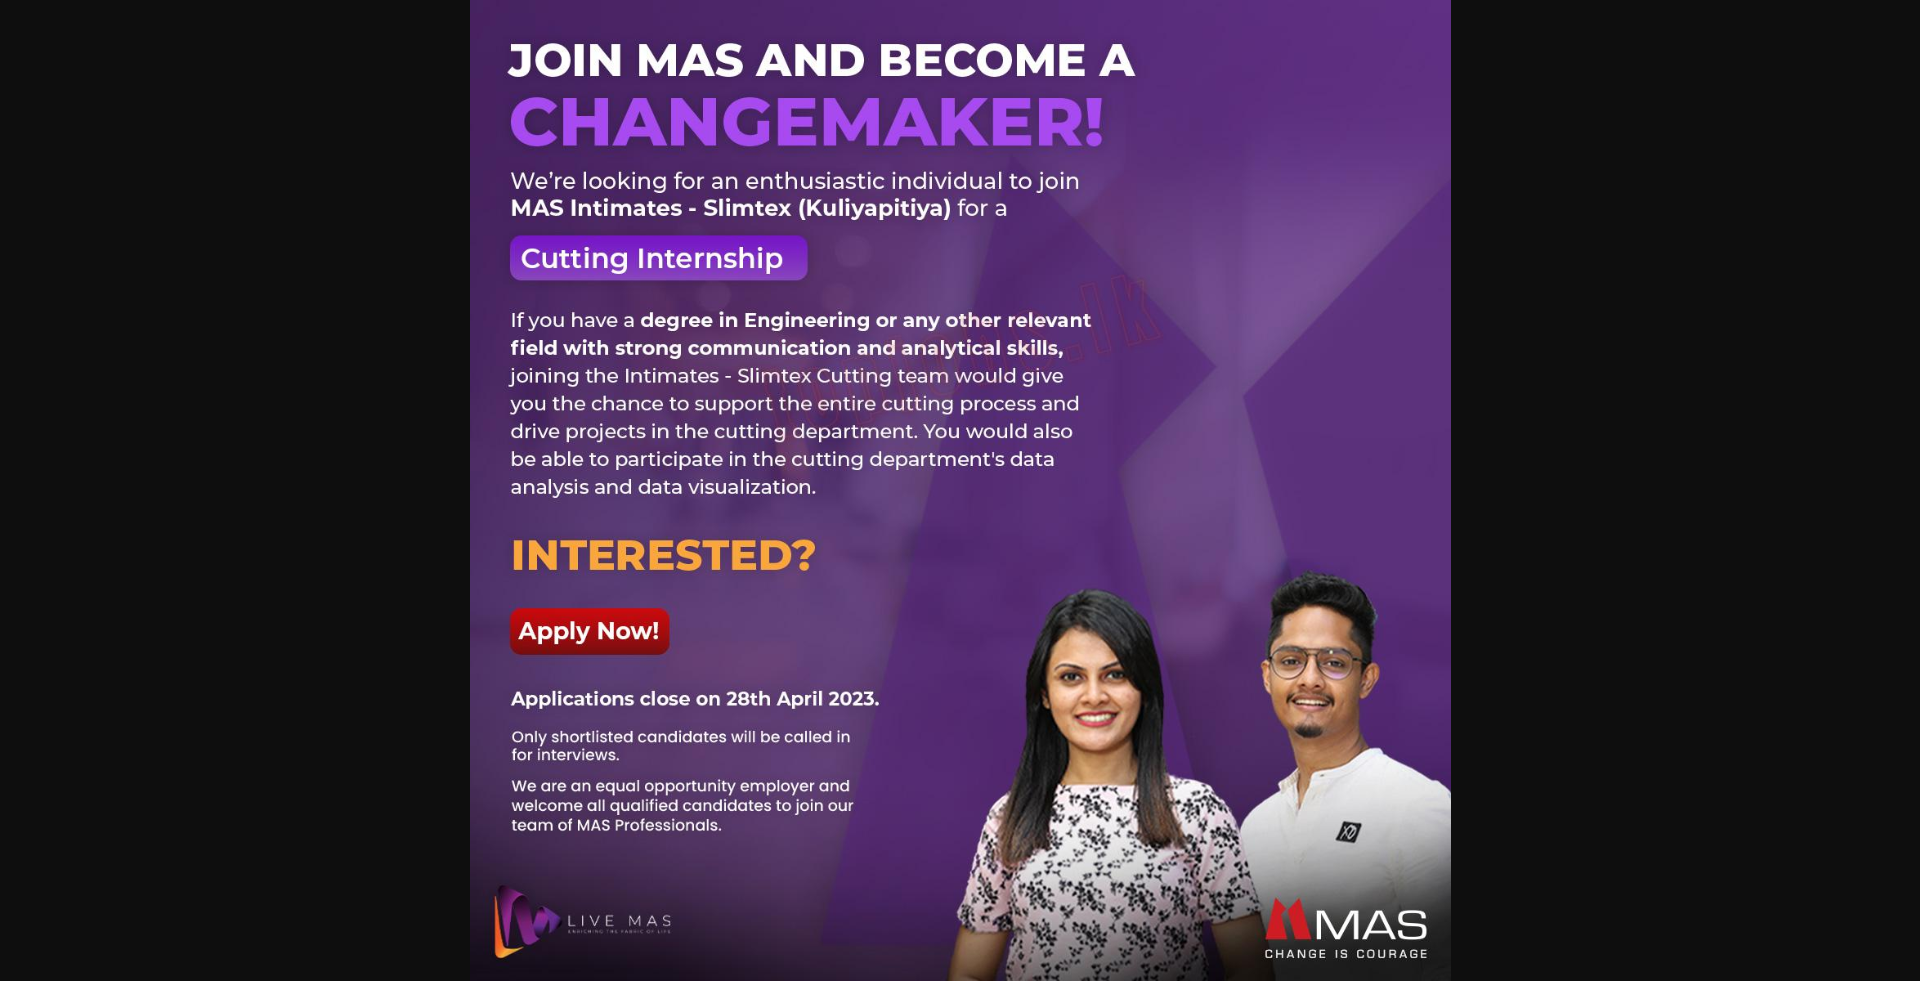 JOIN MAS AND BECOME A
CHANGEMAKER!
We’re looking for an enthusiastic individual to join
MAS Intimates - Slimtex (Kuliyapitiya) for a
Cutting Internship
If you have a degree in Engineering or any other relevant
field with strong communication and analytical skills,
joining the Intimates - Slimtex Cutting team would give
you the chance to support the entire cutting process and
drive projects in the cutting department. You would also
be able to participate in the cutting department's data
analysis and data visualization.
INTERESTED?
Apply Now!
Applications close on 28th April 2023.
Only shortlisted candidates will be called in
for interviews.
We are an equal opportunity employer and
welcome all qualified candidates to join our
team of MAS Professionals.
LIVE MAS
ENRICHING THE FABRIC OF LIFE
MAS
CHANGE IS COURAGE